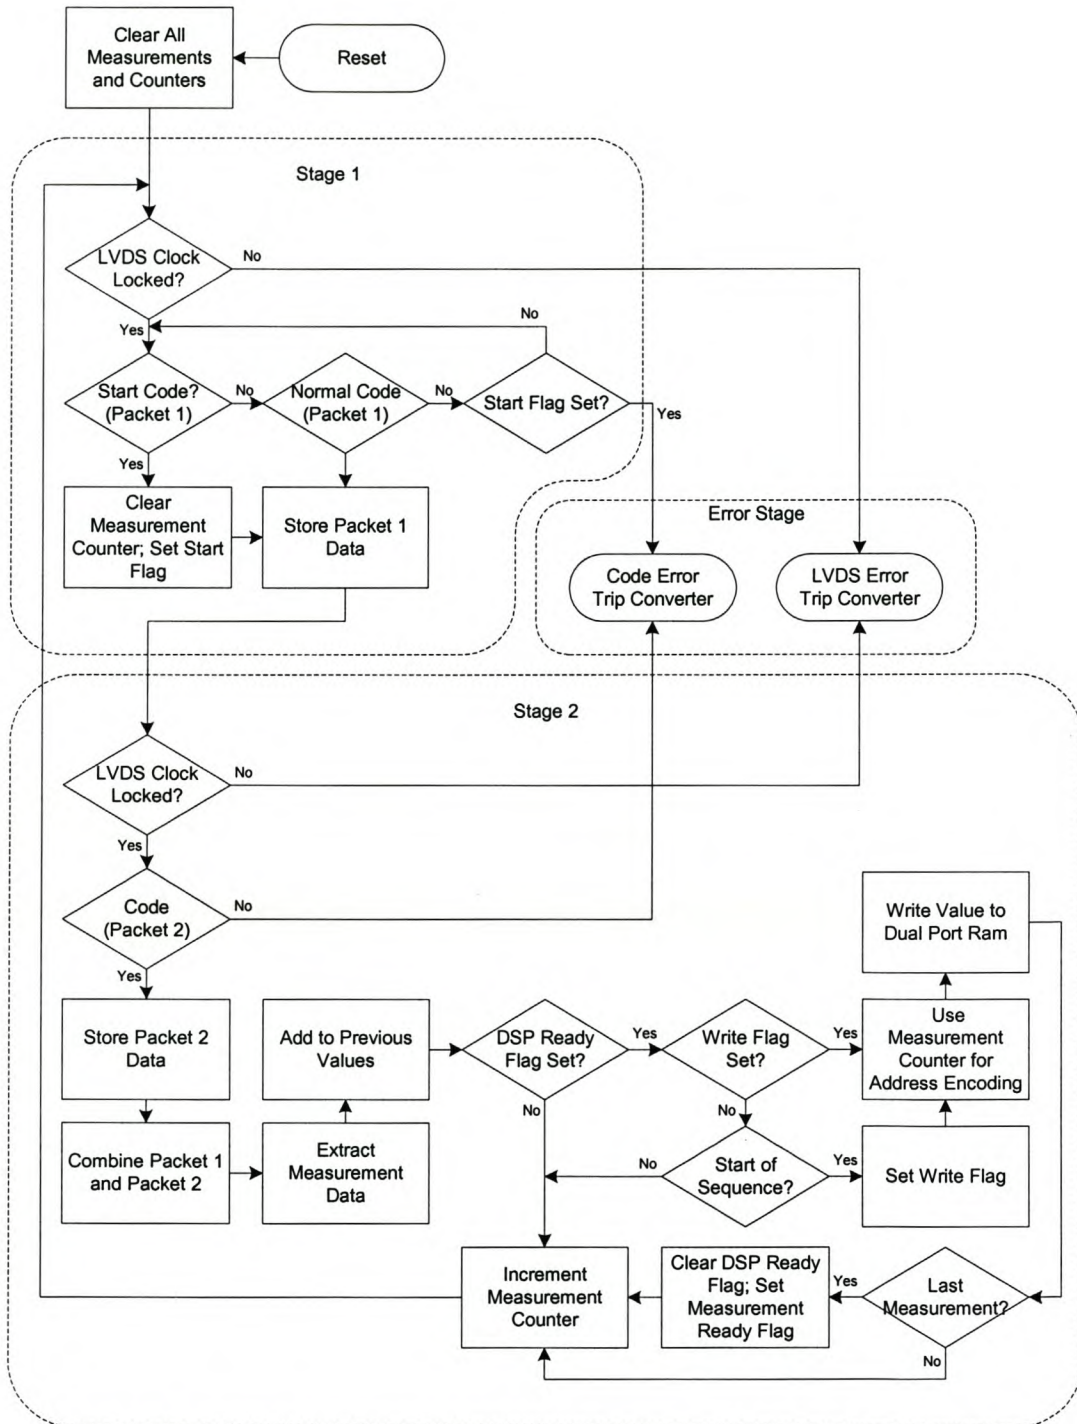 Clear All
Measurements
and Counters
Reset
Stage 1
LVDS Clock
Locked?
No
Yes
No
Start Code?
(Packet 1)
No
Normal Code
(Packet 1)
No
Start Flag Set?
Yes
Yes
Clear
Measurement
Counter; Set Start
Flag
Store Packet 1
Data
Error Stage
Code Error
Trip Converter
LVDS Error
Trip Converter
Stage 2
LVDS Clock
Locked?
No
Yes
Code
(Packet 2)
No
Yes
Write Value to
Dual Port Ram
Store Packet 2
Data
Add to Previous
Values
DSP Ready
Flag Set?
Yes
Write Flag
Set?
Yes
Use
Measurement
Counter for
Address Encoding
No
No
Combine Packet 1
and Packet 2
Extract
Measurement
Data
No
Start of
Sequence?
Yes
Set Write Flag
Increment
Measurement
Counter
Clear DSP Ready
Flag; Set
Measurement
Ready Flag
Yes
Last
Measurement?
No